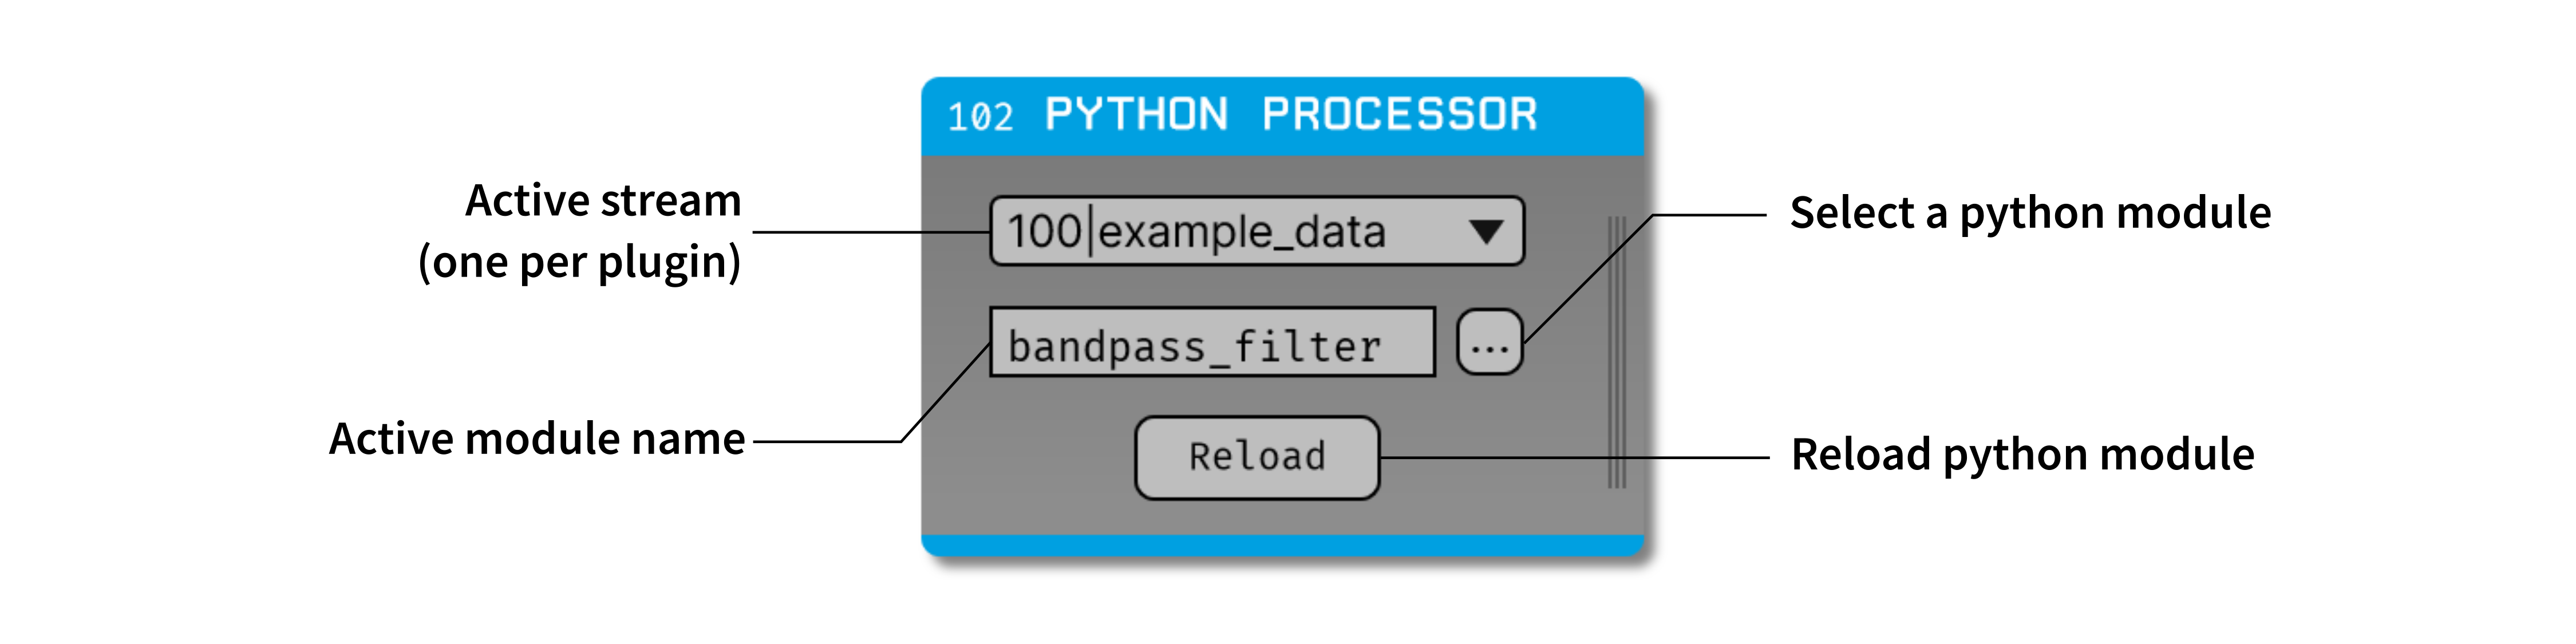 102 PYTHON PROCESSOR
Active stream
(one per plugin)
100|example_data
Select a python module
bandpass_filter
...
Active module name
Reload
Reload python module